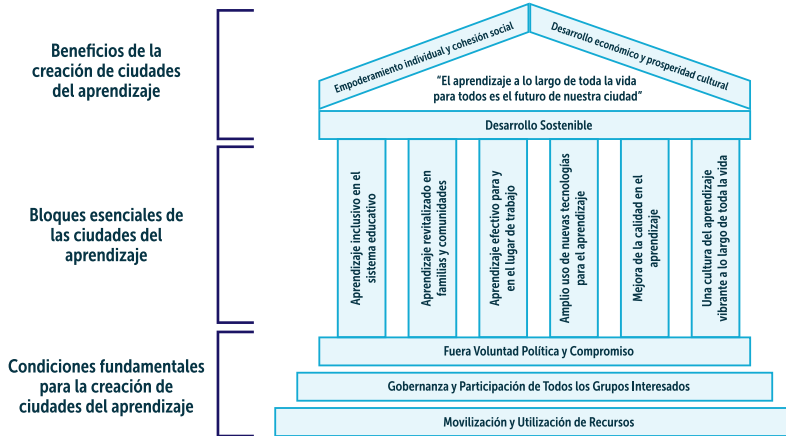 Beneficios de la
creación de ciudades
del aprendizaje
Empoderamiento individual y cohesión social
Desarrollo económico y prosperidad cultural
“El aprendizaje a lo largo de toda la vida
para todos es el futuro de nuestra ciudad”
Desarrollo Sostenible
Bloques esenciales de
las ciudades del
aprendizaje
Aprendizaje inclusivo en el
sistema educativo
Aprendizaje revitalizado en
familias y comunidades
Aprendizaje efectivo para y
en el lugar de trabajo
Amplio uso de nuevas tecnologías
para el aprendizaje
Mejora de la calidad en el
aprendizaje
Una cultura del aprendizaje
vibrante a lo largo de toda la vida
Condiciones fundamentales
para la creación de
ciudades del aprendizaje
Fuera Voluntad Política y Compromiso
Gobernanza y Participación de Todos los Grupos Interesados
Movilización y Utilización de Recursos